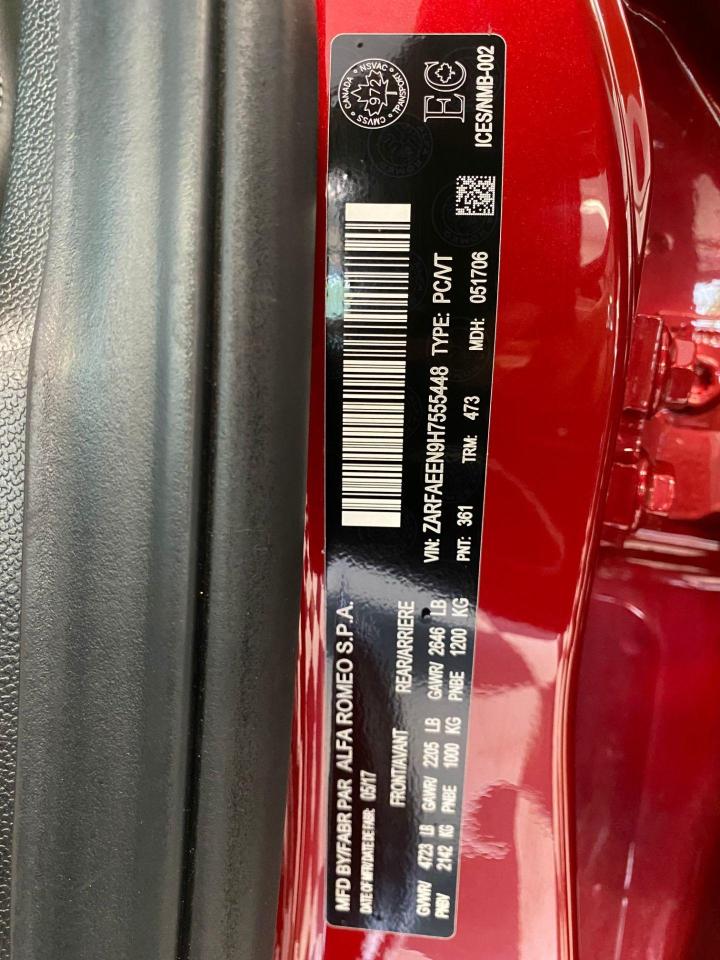 MFD BY/FABR PAR ALFA ROMEO S.P.A.
DATE OF MFR/DATE DE FABR: 05/17
FRONT/AVANT REAR/ARRIERE
GVWR/ 4723 LB GAWR/ 2205 LB GAWR/ 2646 LB
PNBV 2142 KG PNBE 1000 KG PNBE 1200 KG
VIN: ZARFAEEN9H7555448 TYPE: PC/VT
PNT: 361 TRM: 473 MDH: 051706
CANADA • NSVAC • TRANSPORT • CMVSS •
972
EC
ICES/NMB-002